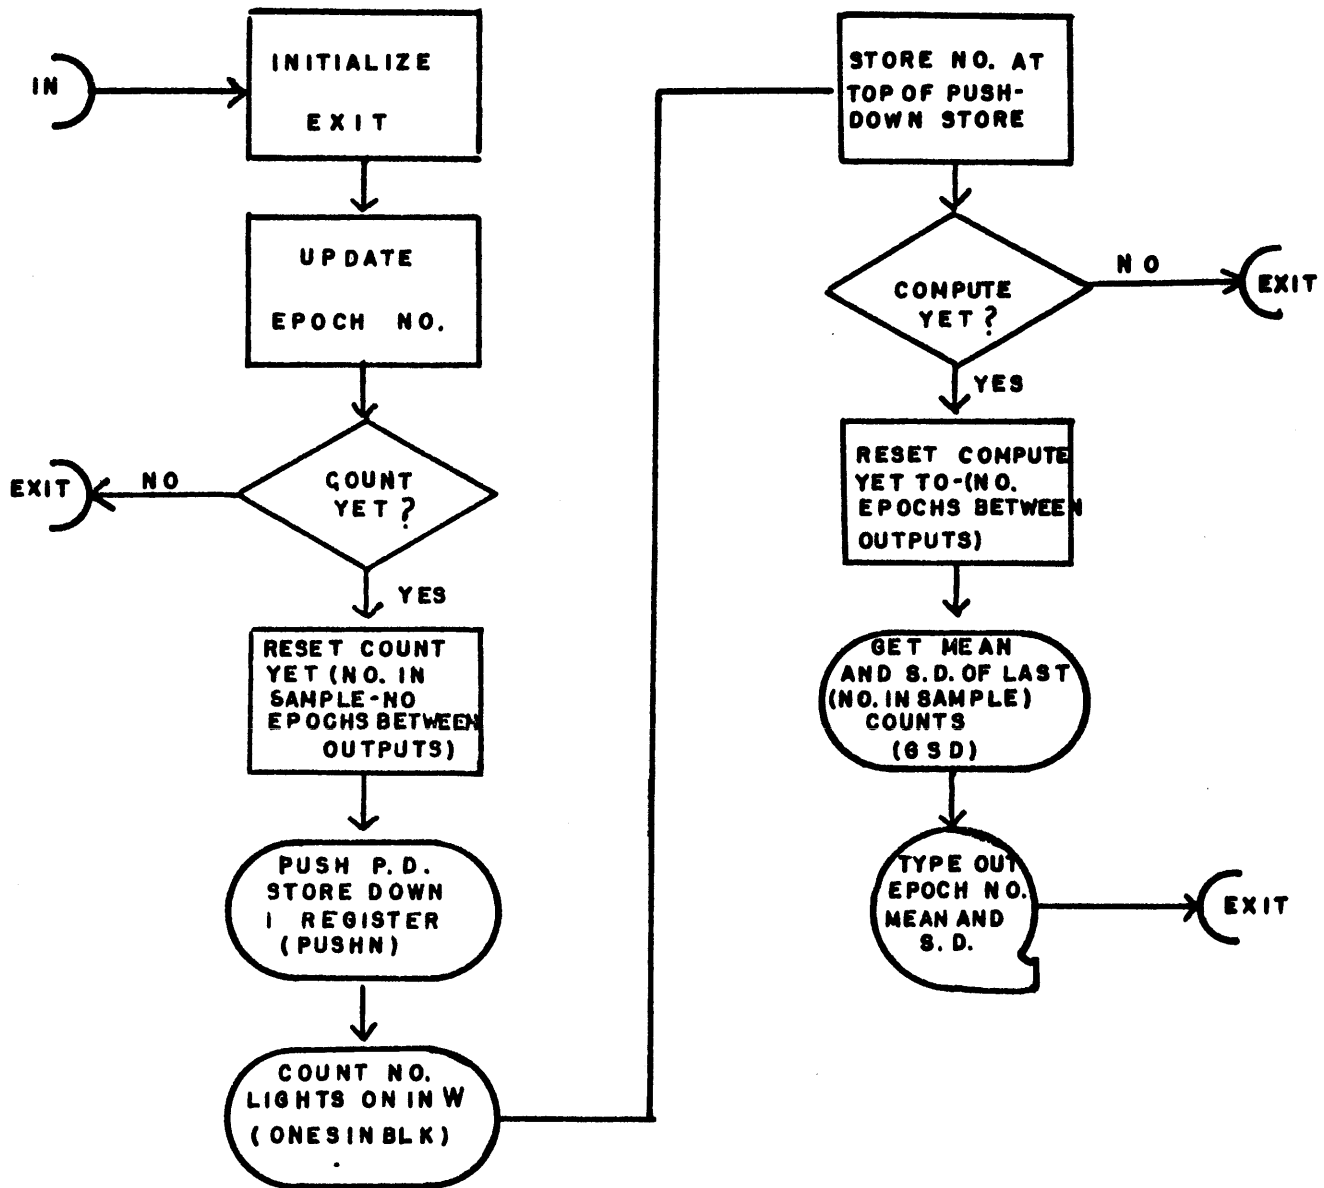 IN
INITIALIZE
EXIT
UPDATE
EPOCH NO.
COUNT
YET?
NO
EXIT
YES
RESET COUNT
YET (NO. IN
SAMPLE-NO
EPOCHS BETWEEN
OUTPUTS)
PUSH P.D.
STORE DOWN
1 REGISTER
(PUSHN)
COUNT NO.
LIGHTS ON IN W
(ONESINBLK)
STORE NO. AT
TOP OF PUSH-
DOWN STORE
COMPUTE
YET?
NO
EXIT
YES
RESET COMPUTE
YET TO-(NO.
EPOCHS BETWEEN
OUTPUTS)
GET MEAN
AND S.D. OF LAST
(NO. IN SAMPLE)
COUNTS
(GSD)
TYPE OUT
EPOCH NO.
MEAN AND
S.D.
EXIT